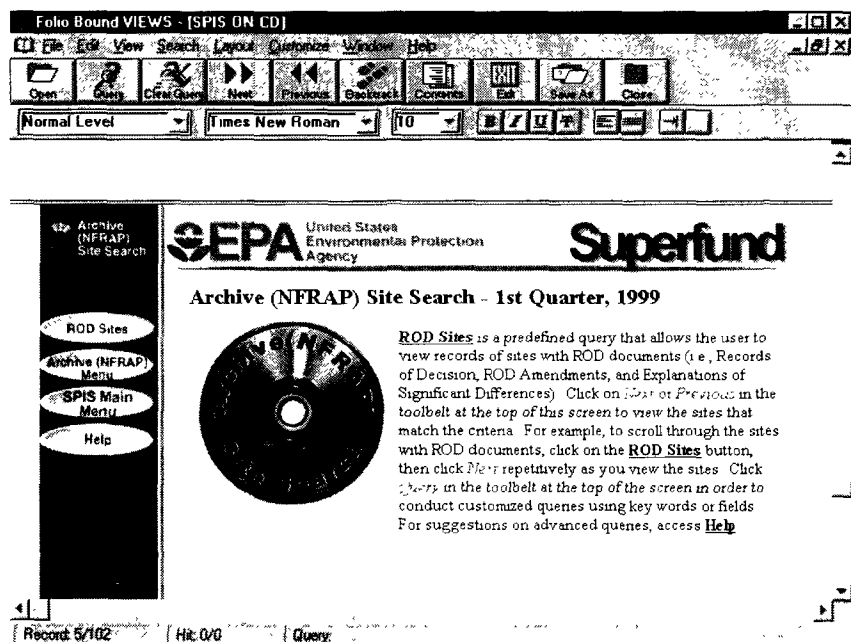 Folio Bound VIEWS - [SPIS ON CD]
File Edit View Search Layout Customize Window Help
Open Query Clear Query Next Previous Backtrack Contents Exit Save As Close
Normal Level Times New Roman 10 B I U
Archive
(NFRAP)
Site Search
EPA United States
Environmental Protection
Agency
Superfund
Archive (NFRAP) Site Search - 1st Quarter, 1999
ROD Sites
Archive (NFRAP)
Menu
SPIS Main
Menu
Help
ROD Sites is a predefined query that allows the user to
view records of sites with ROD documents (i e , Records
of Decision, ROD Amendments, and Explanations of
Significant Differences) Click on Next or Previous in the
toolbelt at the top of this screen to view the sites that
match the criteria For example, to scroll through the sites
with ROD documents, click on the ROD Sites button,
then click Next repetitively as you view the sites Click
Query in the toolbelt at the top of the screen in order to
conduct customized queries using key words or fields
For suggestions on advanced queries, access Help
Record: 5/102 Hit: 0/0 Query: